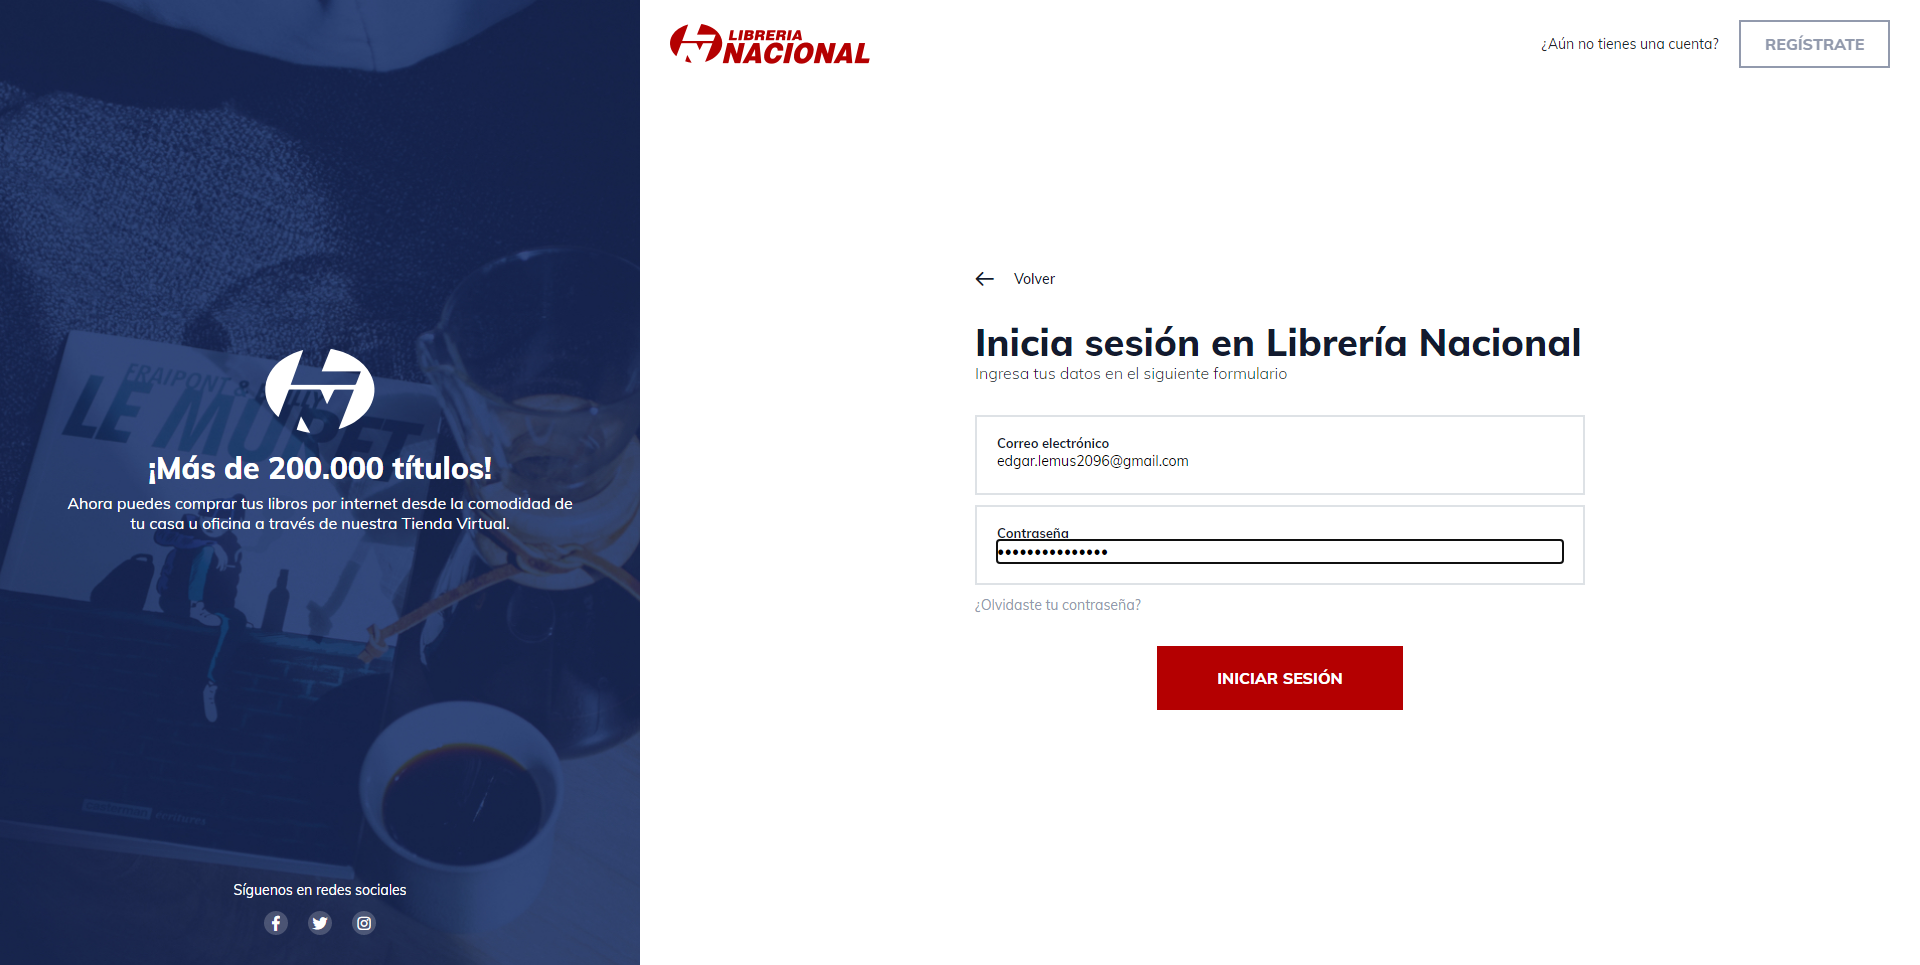 FRAIPONT &
LE MURET
¡Más de 200.000 títulos!
Ahora puedes comprar tus libros por internet desde la comodidad de
tu casa u oficina a través de nuestra Tienda Virtual.
Síguenos en redes sociales
LIBRERIA
NACIONAL
¿Aún no tienes una cuenta?
REGÍSTRATE
Volver
Inicia sesión en Librería Nacional
Ingresa tus datos en el siguiente formulario
Correo electrónico
edgar.lemus2096@gmail.com
Contraseña
•••••••••••••••
¿Olvidaste tu contraseña?
INICIAR SESIÓN